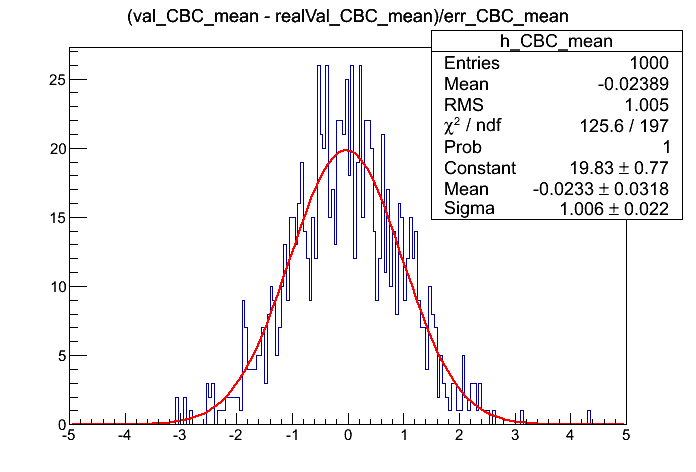 (val_CBC_mean - realVal_CBC_mean)/err_CBC_mean
h_CBC_mean
Entries 1000
Mean -0.02389
RMS 1.005
χ² / ndf 125.6 / 197
Prob 1
Constant 19.83 ± 0.77
Mean -0.0233 ± 0.0318
Sigma 1.006 ± 0.022
25
20
15
10
5
0
-5 -4 -3 -2 -1 0 1 2 3 4 5